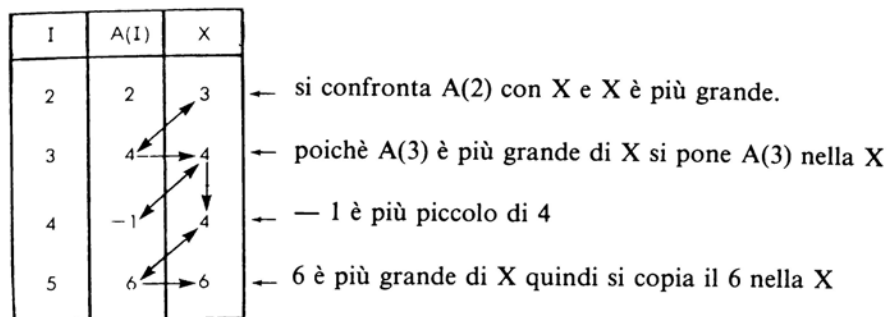 I A(I) X
2 2 3 ← si confronta A(2) con X e X è più grande.
3 4 4 ← poichè A(3) è più grande di X si pone A(3) nella X
4 −1 4 ← — 1 è più piccolo di 4
5 6 6 ← 6 è più grande di X quindi si copia il 6 nella X